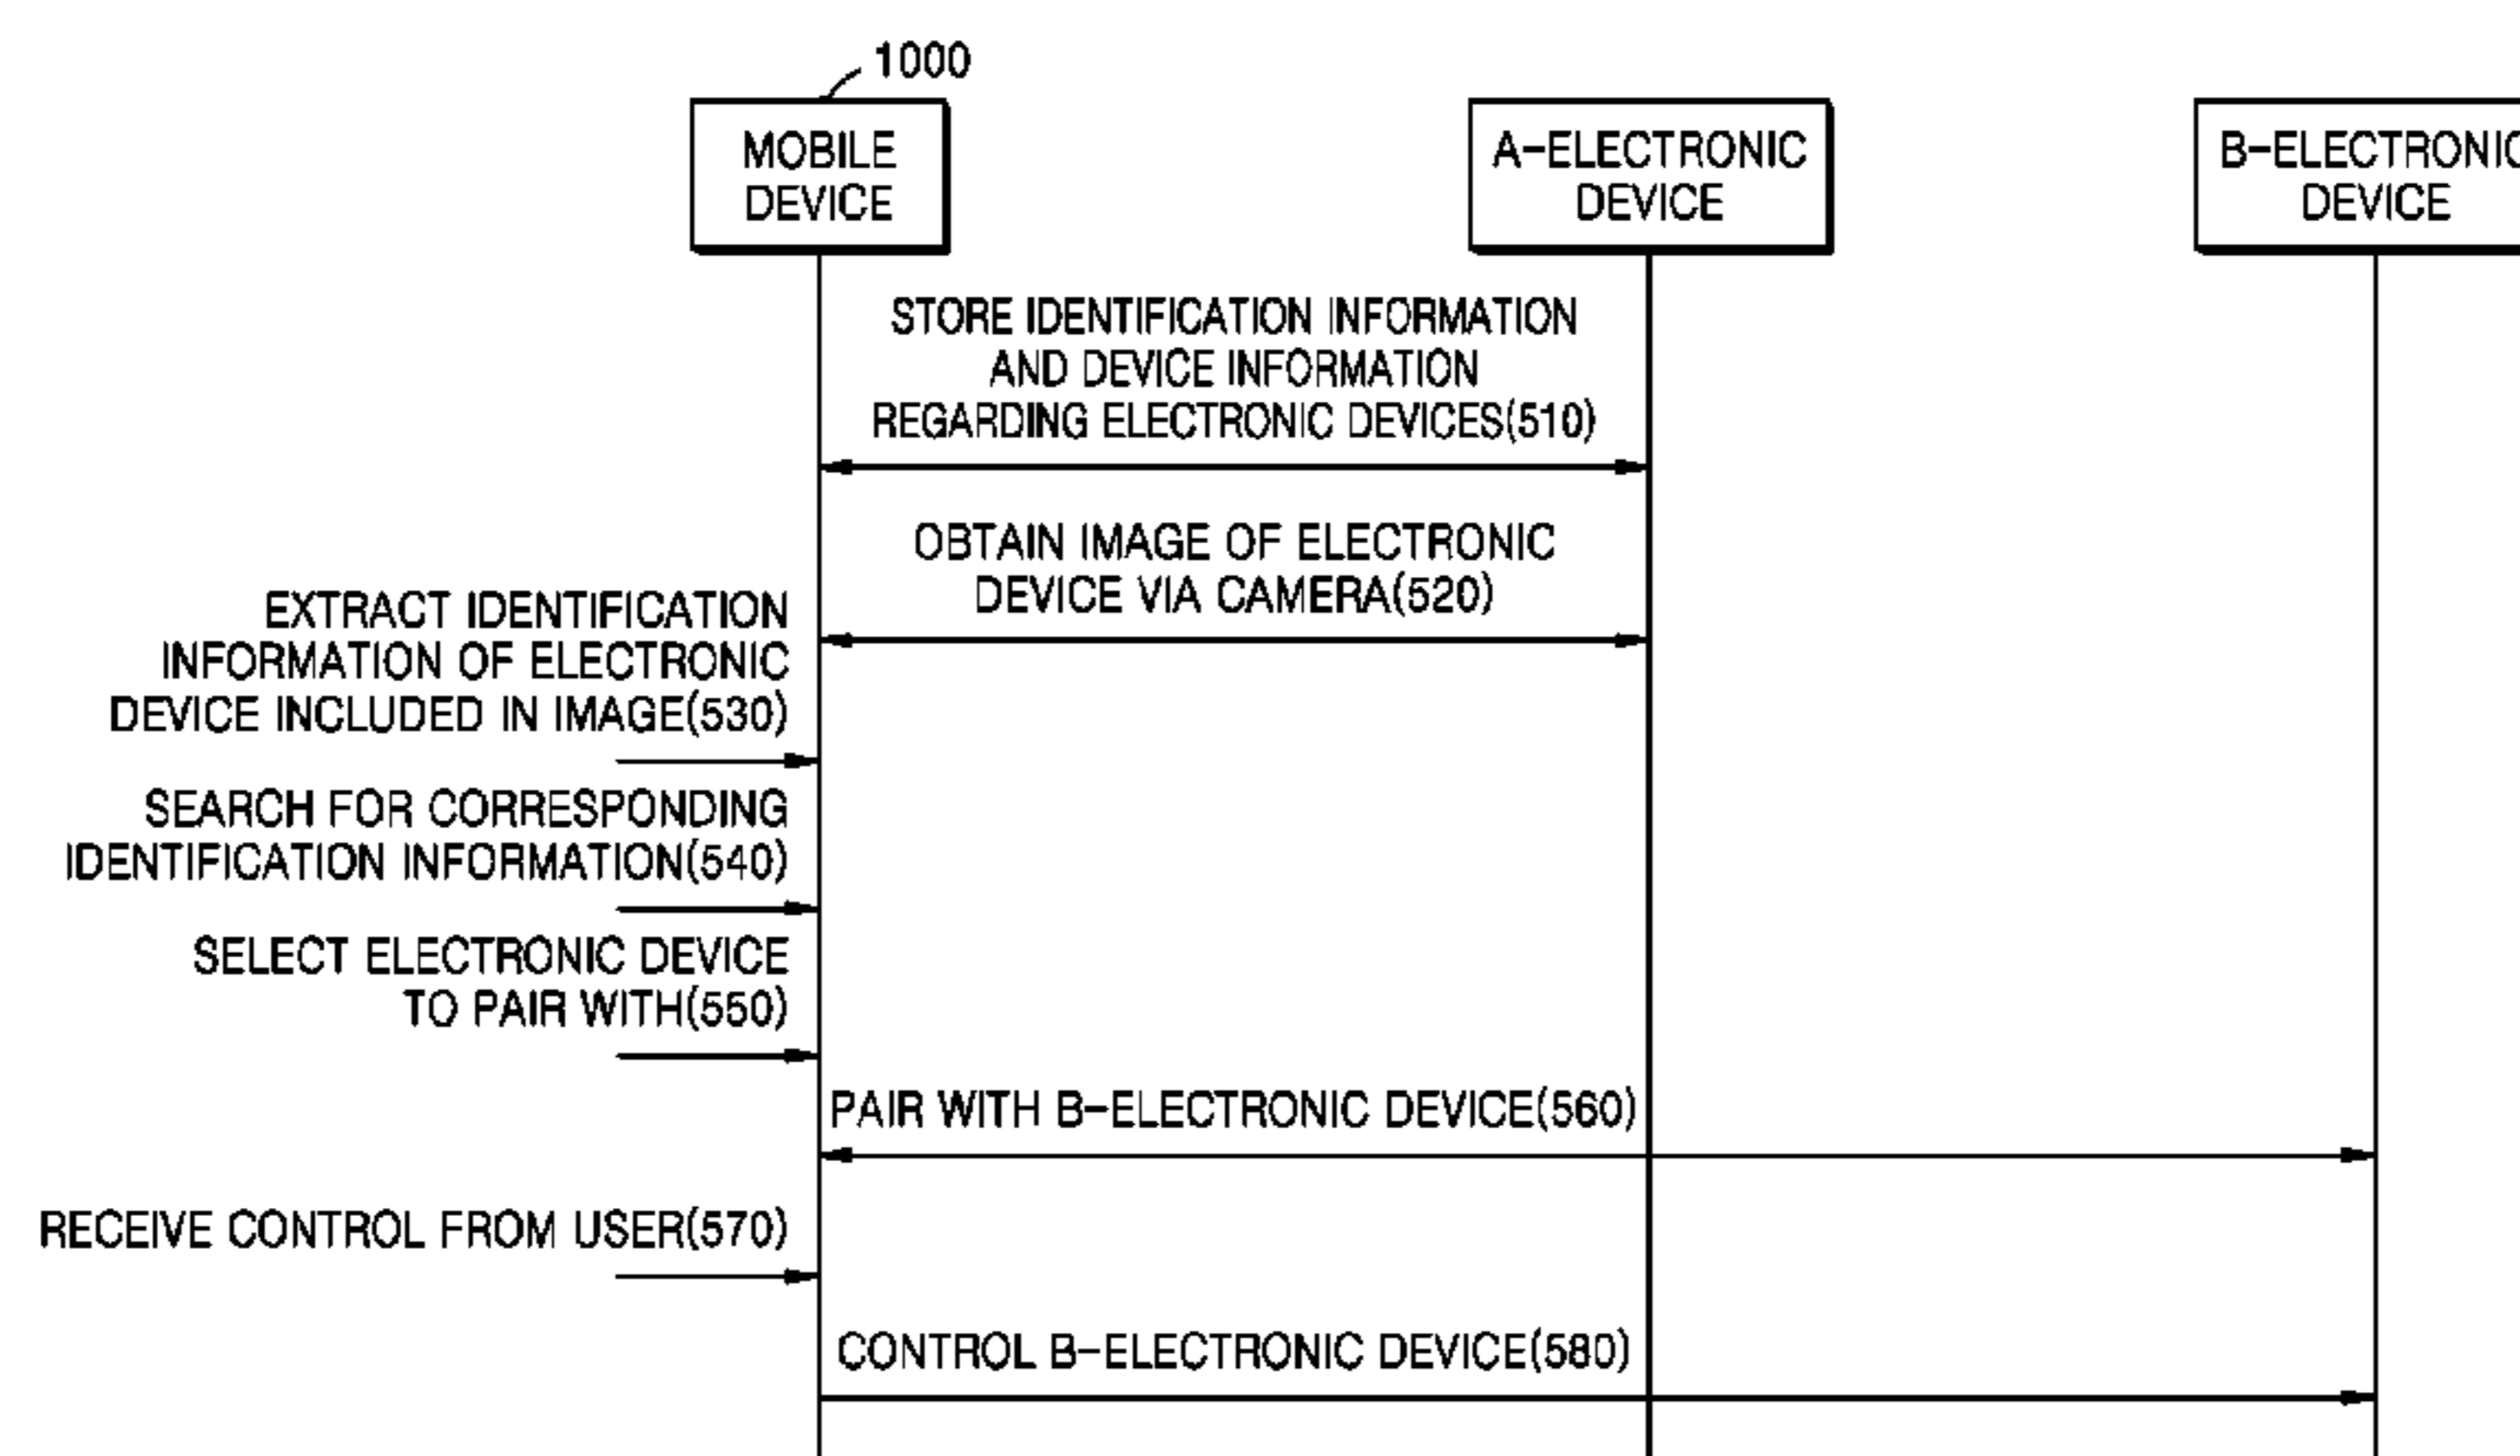 1000
MOBILE
DEVICE
A-ELECTRONIC
DEVICE
B-ELECTRONIC
DEVICE
STORE IDENTIFICATION INFORMATION
AND DEVICE INFORMATION
REGARDING ELECTRONIC DEVICES(510)
OBTAIN IMAGE OF ELECTRONIC
DEVICE VIA CAMERA(520)
EXTRACT IDENTIFICATION
INFORMATION OF ELECTRONIC
DEVICE INCLUDED IN IMAGE(530)
SEARCH FOR CORRESPONDING
IDENTIFICATION INFORMATION(540)
SELECT ELECTRONIC DEVICE
TO PAIR WITH(550)
PAIR WITH B-ELECTRONIC DEVICE(560)
RECEIVE CONTROL FROM USER(570)
CONTROL B-ELECTRONIC DEVICE(580)